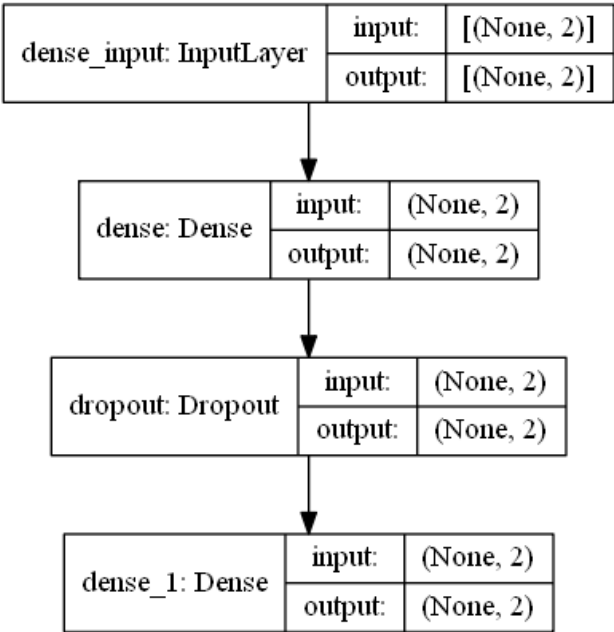 dense_input: InputLayer
input: [(None, 2)]
output: [(None, 2)]
dense: Dense
input: (None, 2)
output: (None, 2)
dropout: Dropout
input: (None, 2)
output: (None, 2)
dense_1: Dense
input: (None, 2)
output: (None, 2)